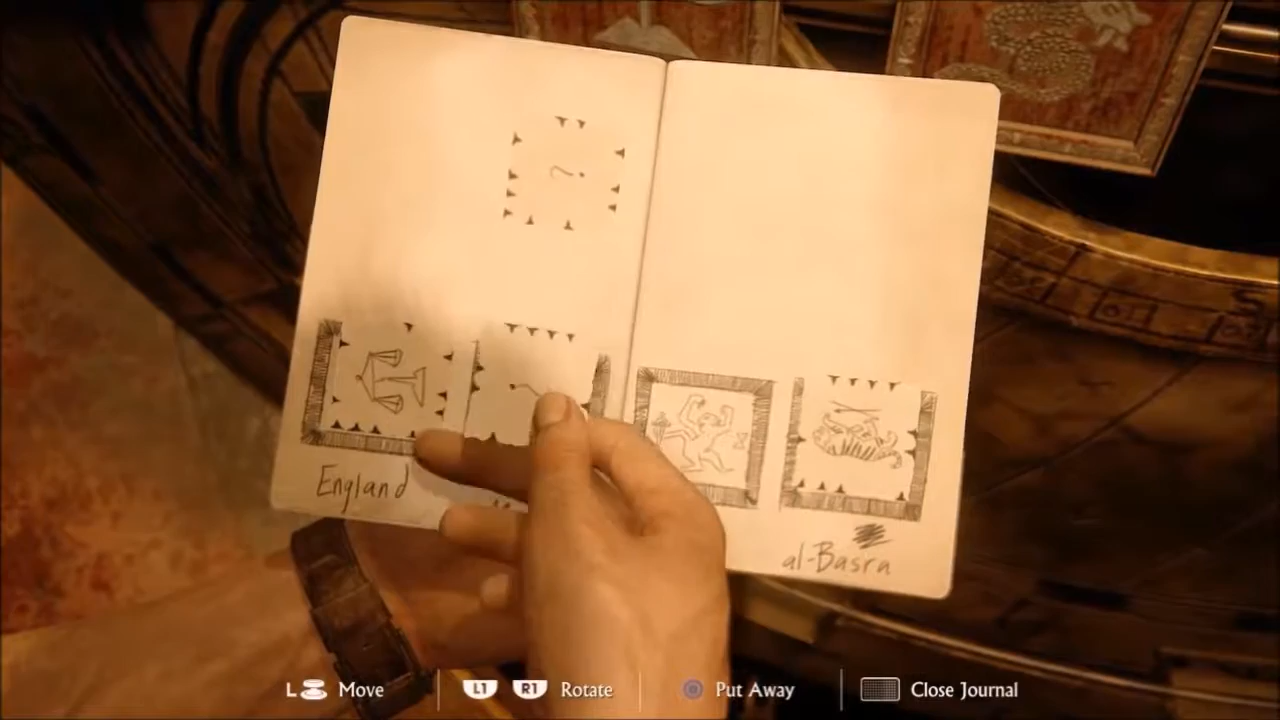 ?
England
al-Basra
L Move
L1 R1 Rotate
Put Away
Close Journal